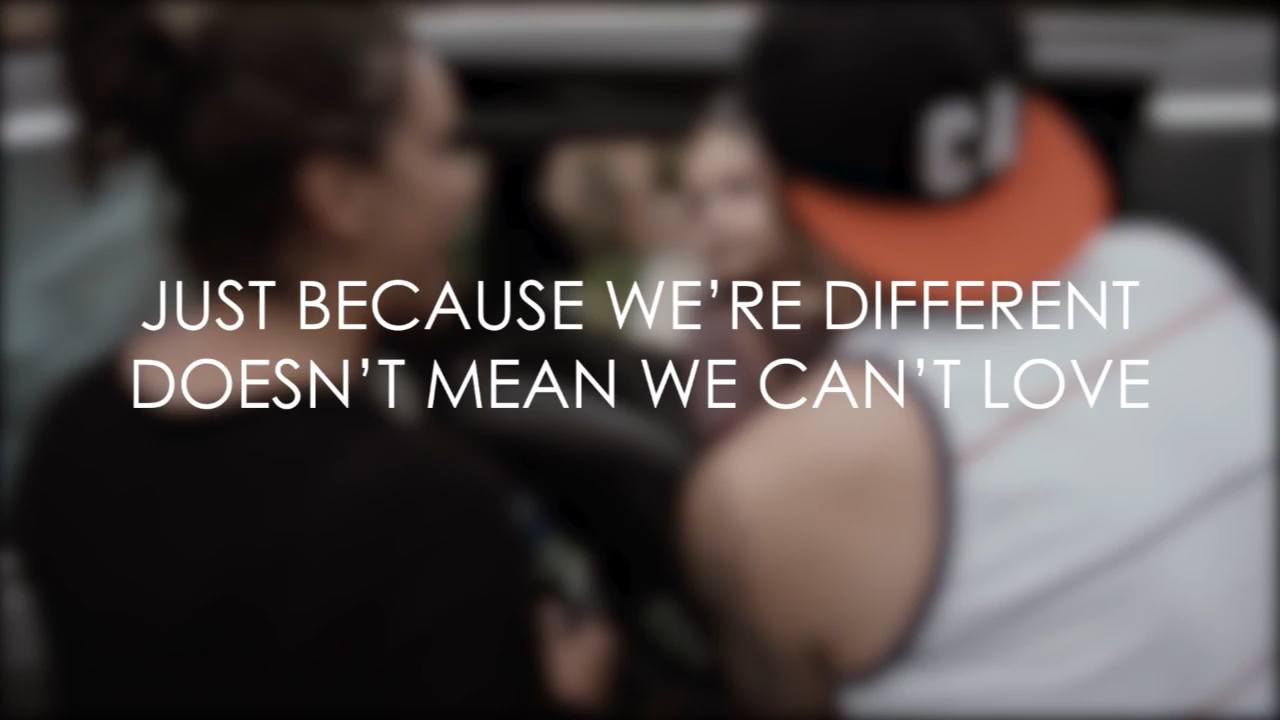 JUST BECAUSE WE’RE DIFFERENT
DOESN’T MEAN WE CAN’T LOVE